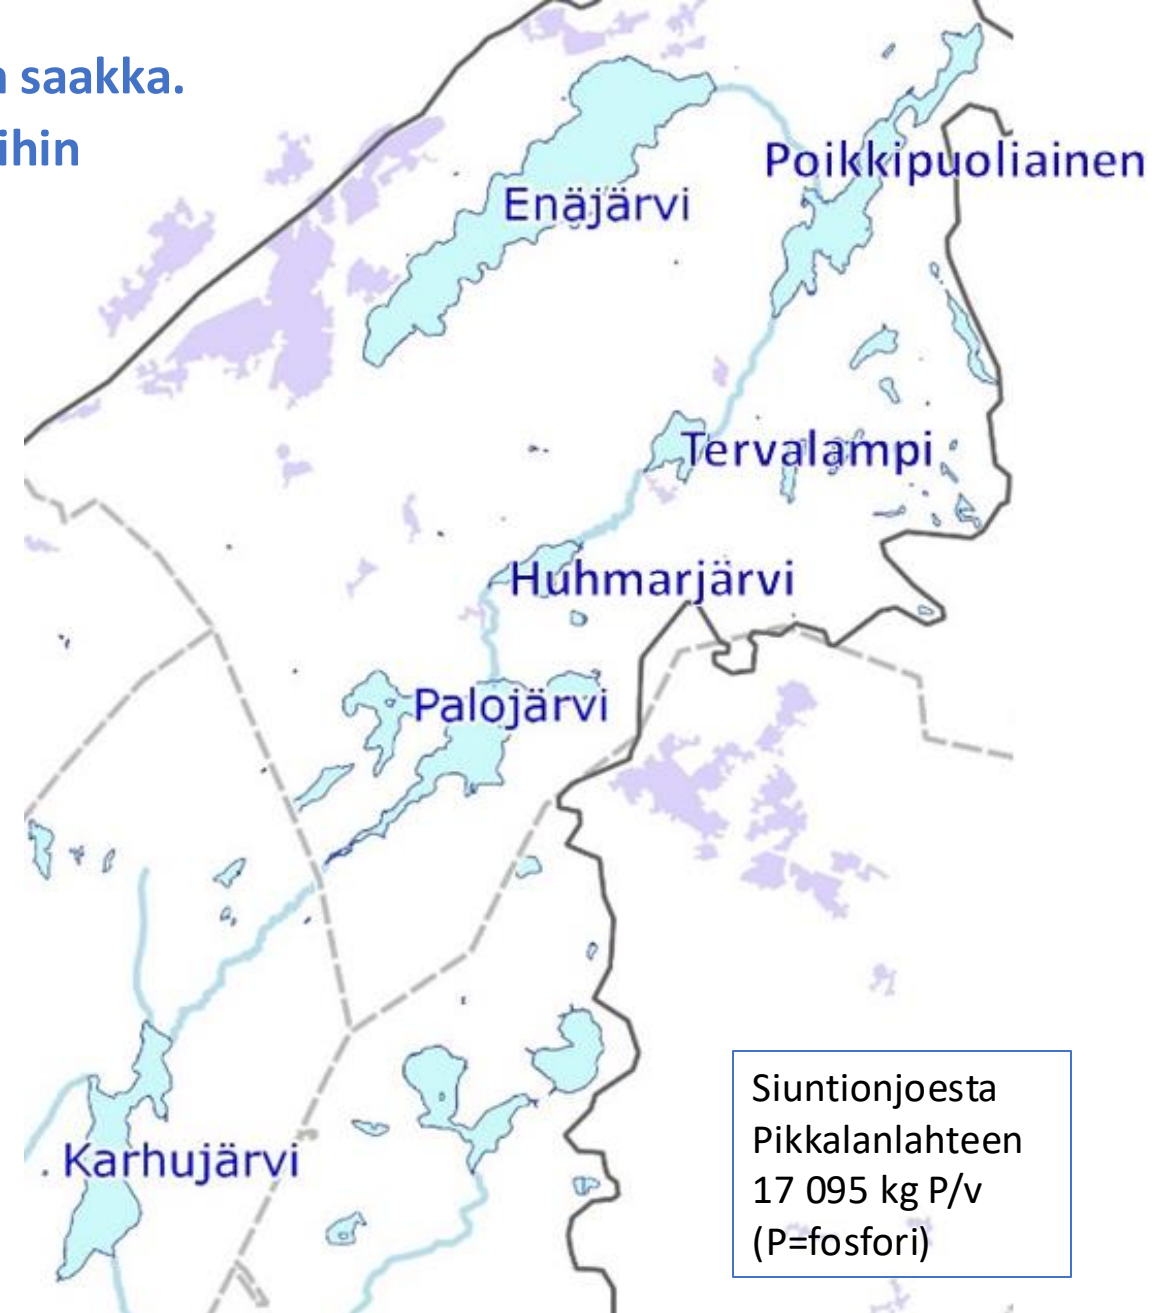 saakka.
ihin
Poikkipuoliainen
Enäjärvi
Tervalampi
Huhmarjärvi
Palojärvi
Karhujärvi
Siuntionjoesta
Pikkalanlahteen
17 095 kg P/v
(P=fosfori)